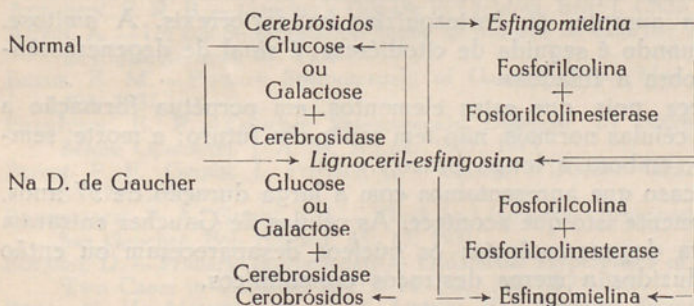 Cerebrósidos → Esfingomielina
Normal Glucose ←
ou Fosforilcolina
Galactose +
+ Fosforilcolinesterase
Cerebrosidase
→ Lignoceril-esfingosina ←
Na D. de Gaucher Glucose
ou Fosforilcolina
Galactose +
+ Fosforilcolinesterase
Cerebrosidase
Cerobrósidos ← → Esfingomielina ←